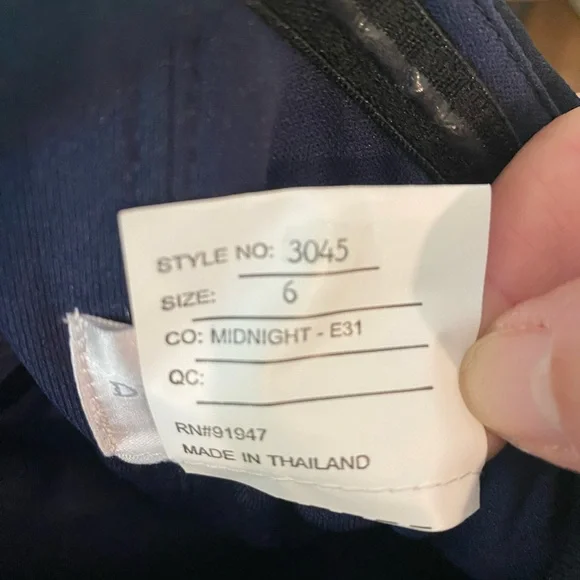 STYLE NO: 3045
SIZE: 6
CO: MIDNIGHT - E31
QC:
RN#91947
MADE IN THAILAND
D